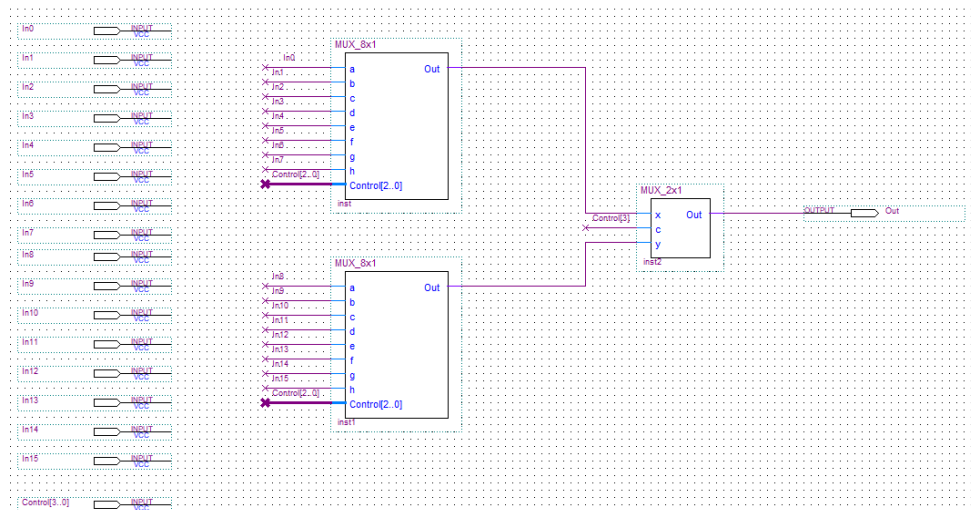 In0 INPUT VCC
In1 INPUT VCC
In2 INPUT VCC
In3 INPUT VCC
In4 INPUT VCC
In5 INPUT VCC
In6 INPUT VCC
In7 INPUT VCC
In8 INPUT VCC
In9 INPUT VCC
In10 INPUT VCC
In11 INPUT VCC
In12 INPUT VCC
In13 INPUT VCC
In14 INPUT VCC
In15 INPUT VCC
Control[3..0] INPUT VCC
MUX_8x1
In0 a Out
In1 b
In2 c
In3 d
In4 e
In5 f
In6 g
In7 h
Control[2..0] Control[2..0]
inst
MUX_8x1
In8 a Out
In9 b
In10 c
In11 d
In12 e
In13 f
In14 g
In15 h
Control[2..0] Control[2..0]
inst1
MUX_2x1
x Out
Control[3] c
y
inst2
OUTPUT Out